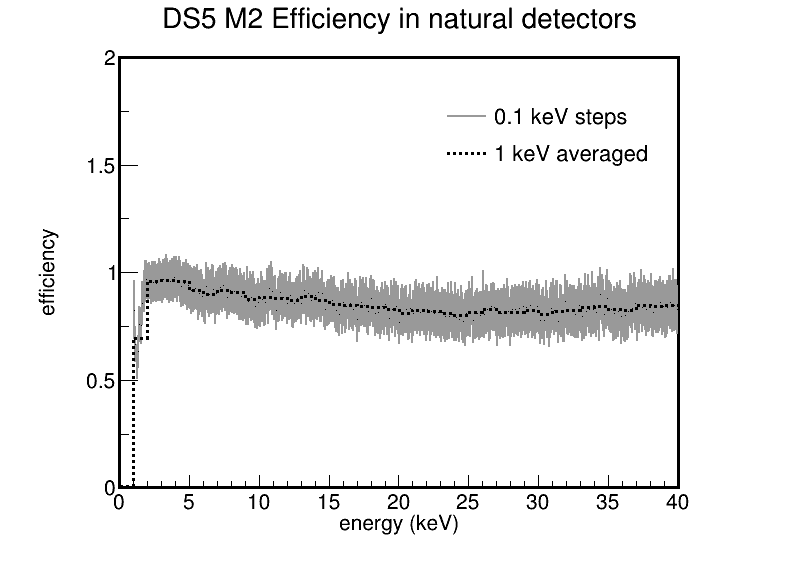 DS5 M2 Efficiency in natural detectors
2
0.1 keV steps
1 keV averaged
1.5
efficiency
1
0.5
0
0 5 10 15 20 25 30 35 40
energy (keV)